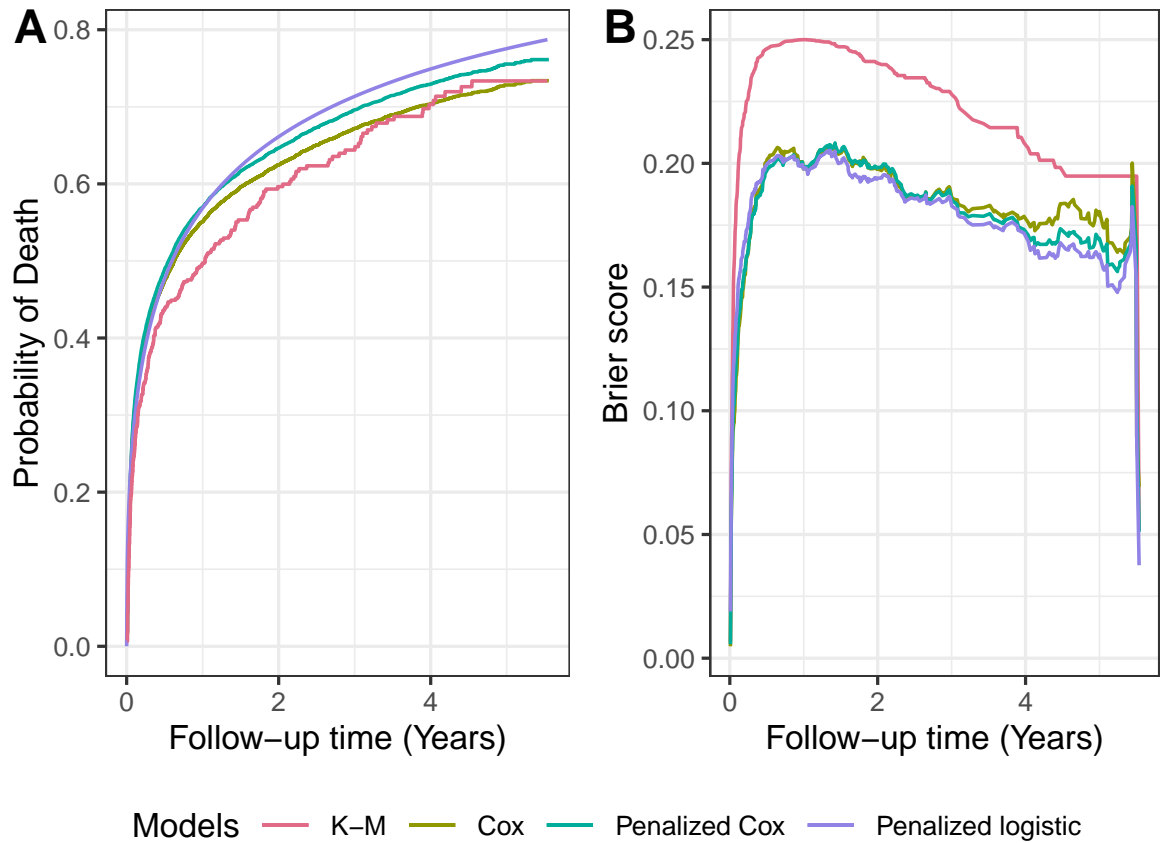 A
B
Probability of Death
0.8
0.6
0.4
0.2
0.0
0 2 4
Follow−up time (Years)
Brier score
0.25
0.20
0.15
0.10
0.05
0.00
0 2 4
Follow−up time (Years)
Models K−M Cox Penalized Cox Penalized logistic